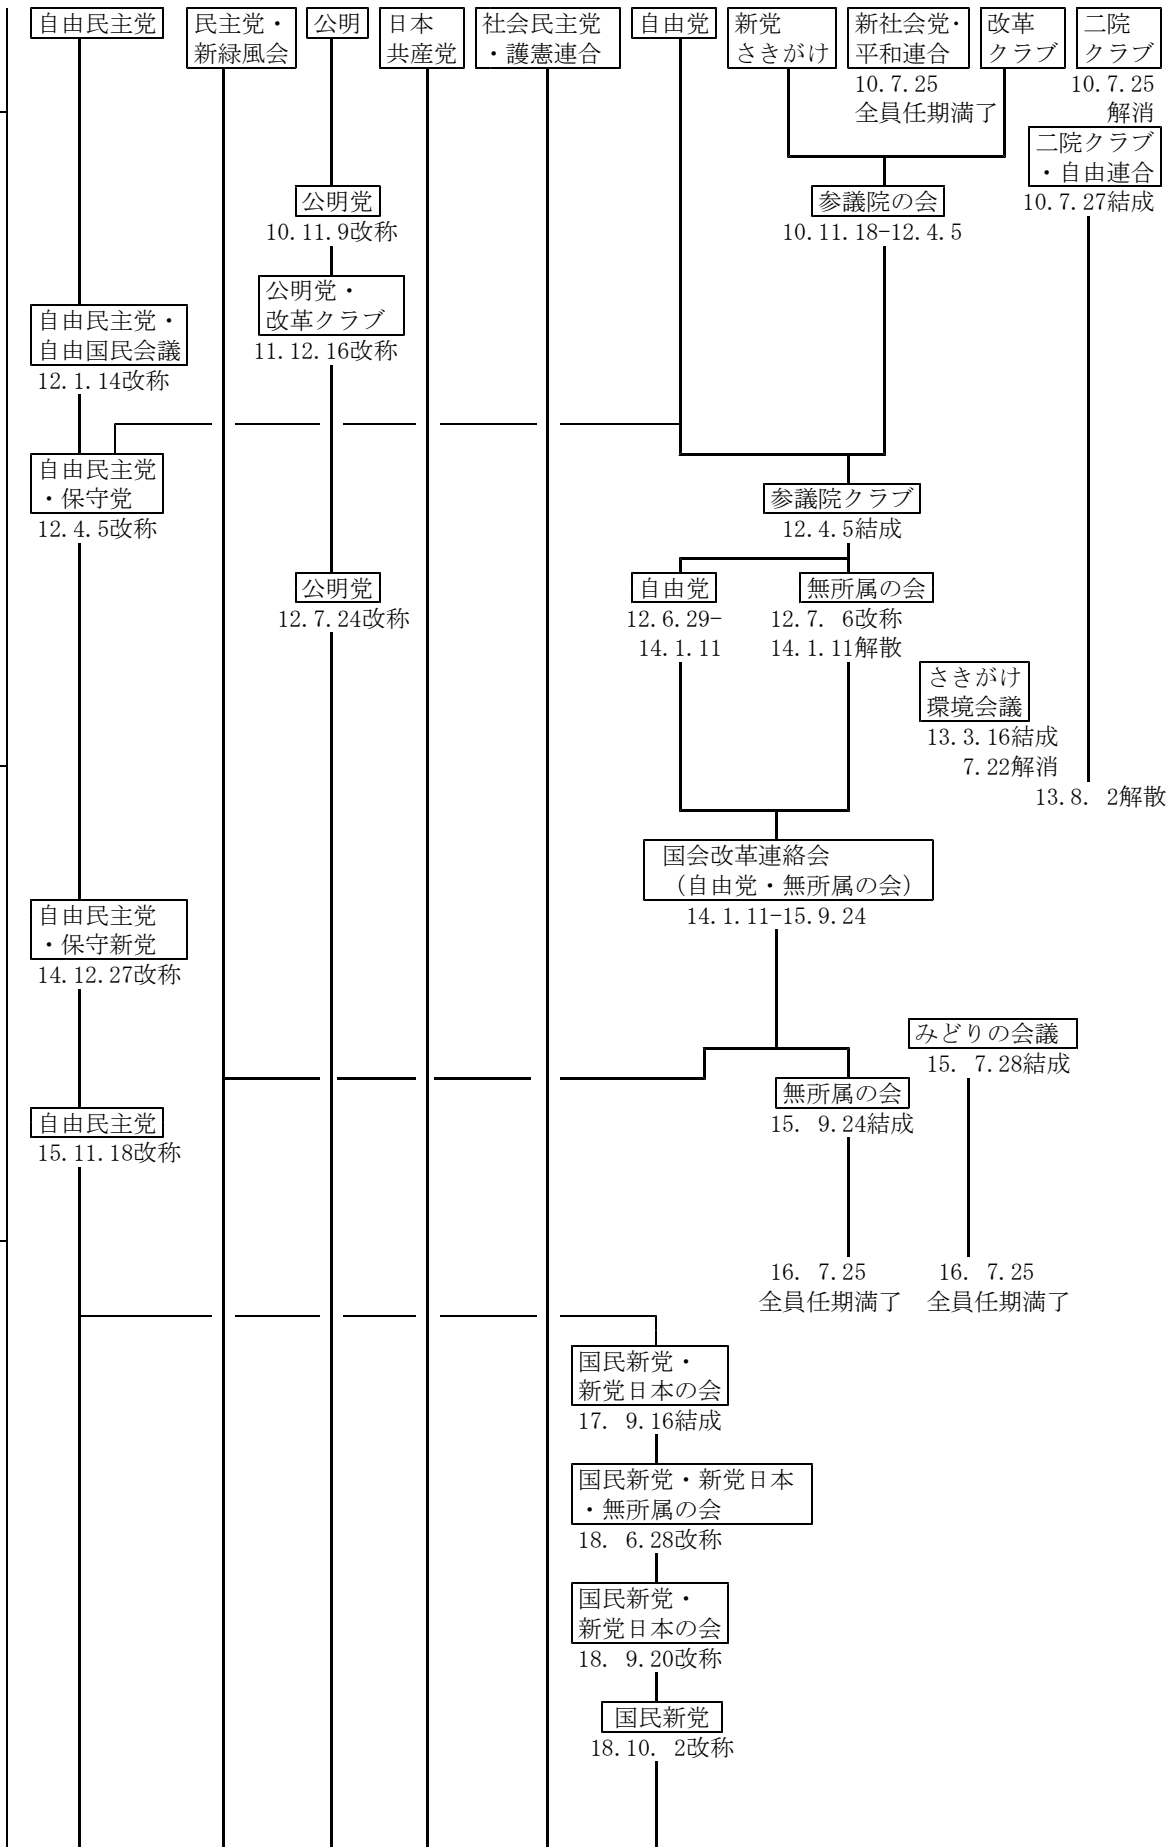 自由民主党
民主党・
新緑風会
公明
日本
共産党
社会民主党
・護憲連合
自由党
新党
さきがけ
新社会党・
平和連合
10.7.25
全員任期満了
改革
クラブ
二院
クラブ
10.7.25
解消
二院クラブ
・自由連合
10.7.27結成
公明党
10.11.9改称
参議院の会
10.11.18-12.4.5
公明党・
改革クラブ
11.12.16改称
自由民主党・
自由国民会議
12.1.14改称
自由民主党
・保守党
12.4.5改称
参議院クラブ
12.4.5結成
公明党
12.7.24改称
自由党
12.6.29-
14.1.11
無所属の会
12.7. 6改称
14.1.11解散
さきがけ
環境会議
13.3.16結成
7.22解消
13.8. 2解散
国会改革連絡会
（自由党・無所属の会）
14.1.11-15.9.24
自由民主党
・保守新党
14.12.27改称
みどりの会議
15. 7.28結成
無所属の会
15. 9.24結成
自由民主党
15.11.18改称
16. 7.25
全員任期満了
16. 7.25
全員任期満了
国民新党・
新党日本の会
17. 9.16結成
国民新党・新党日本
・無所属の会
18. 6.28改称
国民新党・
新党日本の会
18. 9.20改称
国民新党
18.10. 2改称